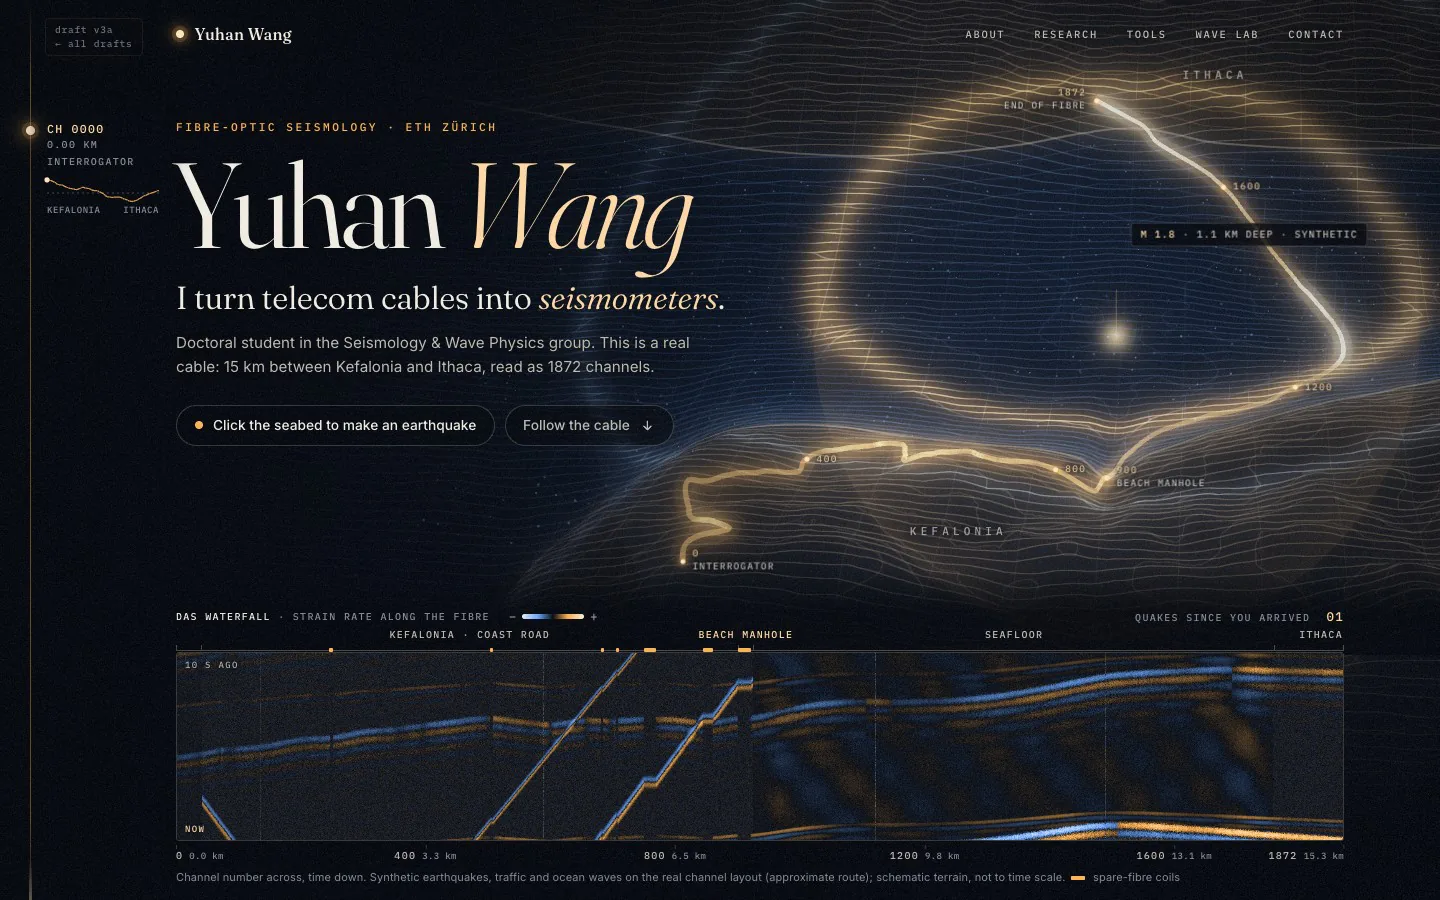 draft v3a
← all drafts
Yuhan Wang
ABOUT RESEARCH TOOLS WAVE LAB CONTACT
CH 0000
0.00 KM
INTERROGATOR
KEFALONIA ITHACA
FIBRE-OPTIC SEISMOLOGY · ETH ZÜRICH
Yuhan Wang
I turn telecom cables into seismometers.
Doctoral student in the Seismology & Wave Physics group. This is a real
cable: 15 km between Kefalonia and Ithaca, read as 1872 channels.
Click the seabed to make an earthquake
Follow the cable ↓
ITHACA
1872
END OF FIBRE
1600
M 1.8 · 1.1 KM DEEP · SYNTHETIC
1200
400
800
900
BEACH MANHOLE
KEFALONIA
0
INTERROGATOR
DAS WATERFALL · STRAIN RATE ALONG THE FIBRE − +
QUAKES SINCE YOU ARRIVED 01
KEFALONIA · COAST ROAD BEACH MANHOLE SEAFLOOR ITHACA
10 S AGO
NOW
0 0.0 km 400 3.3 km 800 6.5 km 1200 9.8 km 1600 13.1 km 1872 15.3 km
Channel number across, time down. Synthetic earthquakes, traffic and ocean waves on the real channel layout (approximate route); schematic terrain, not to time scale. spare-fibre coils